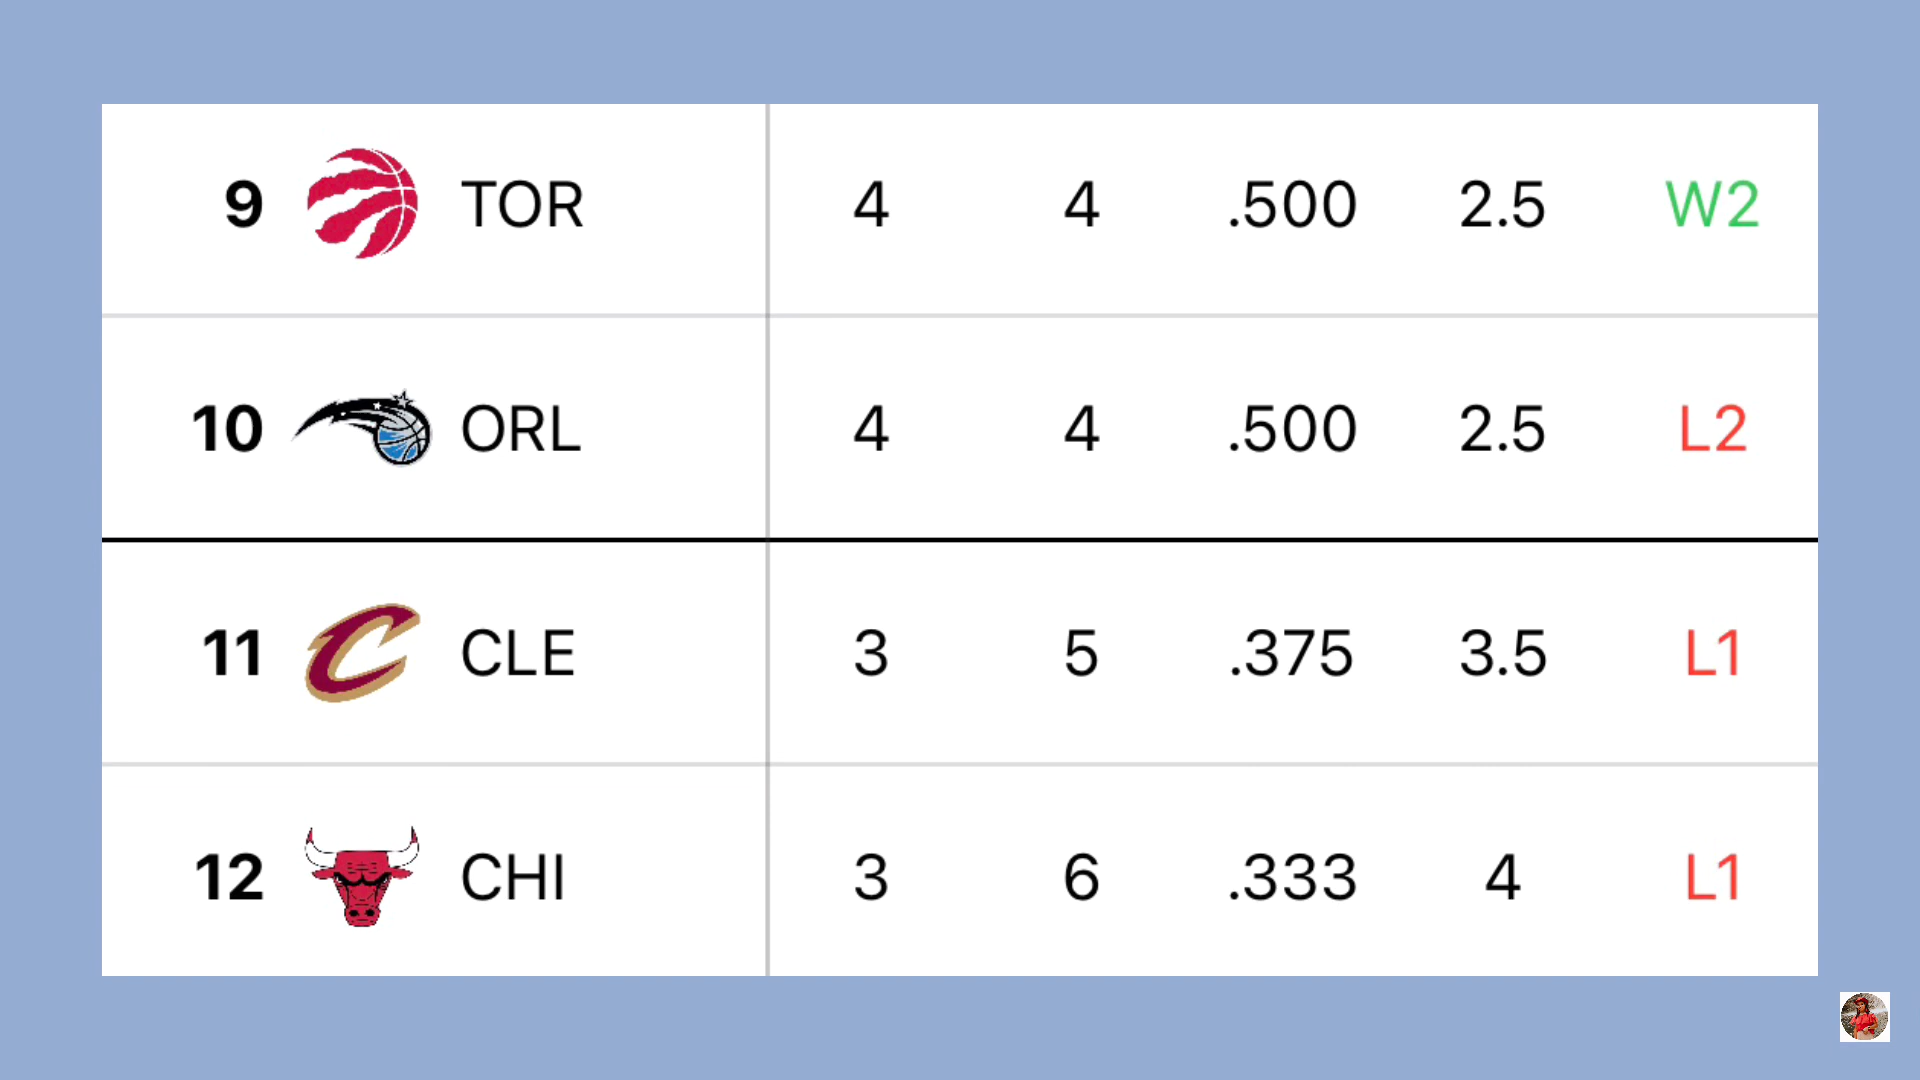 9 TOR 4 4 .500 2.5 W2
10 ORL 4 4 .500 2.5 L2
11 CLE 3 5 .375 3.5 L1
12 CHI 3 6 .333 4 L1